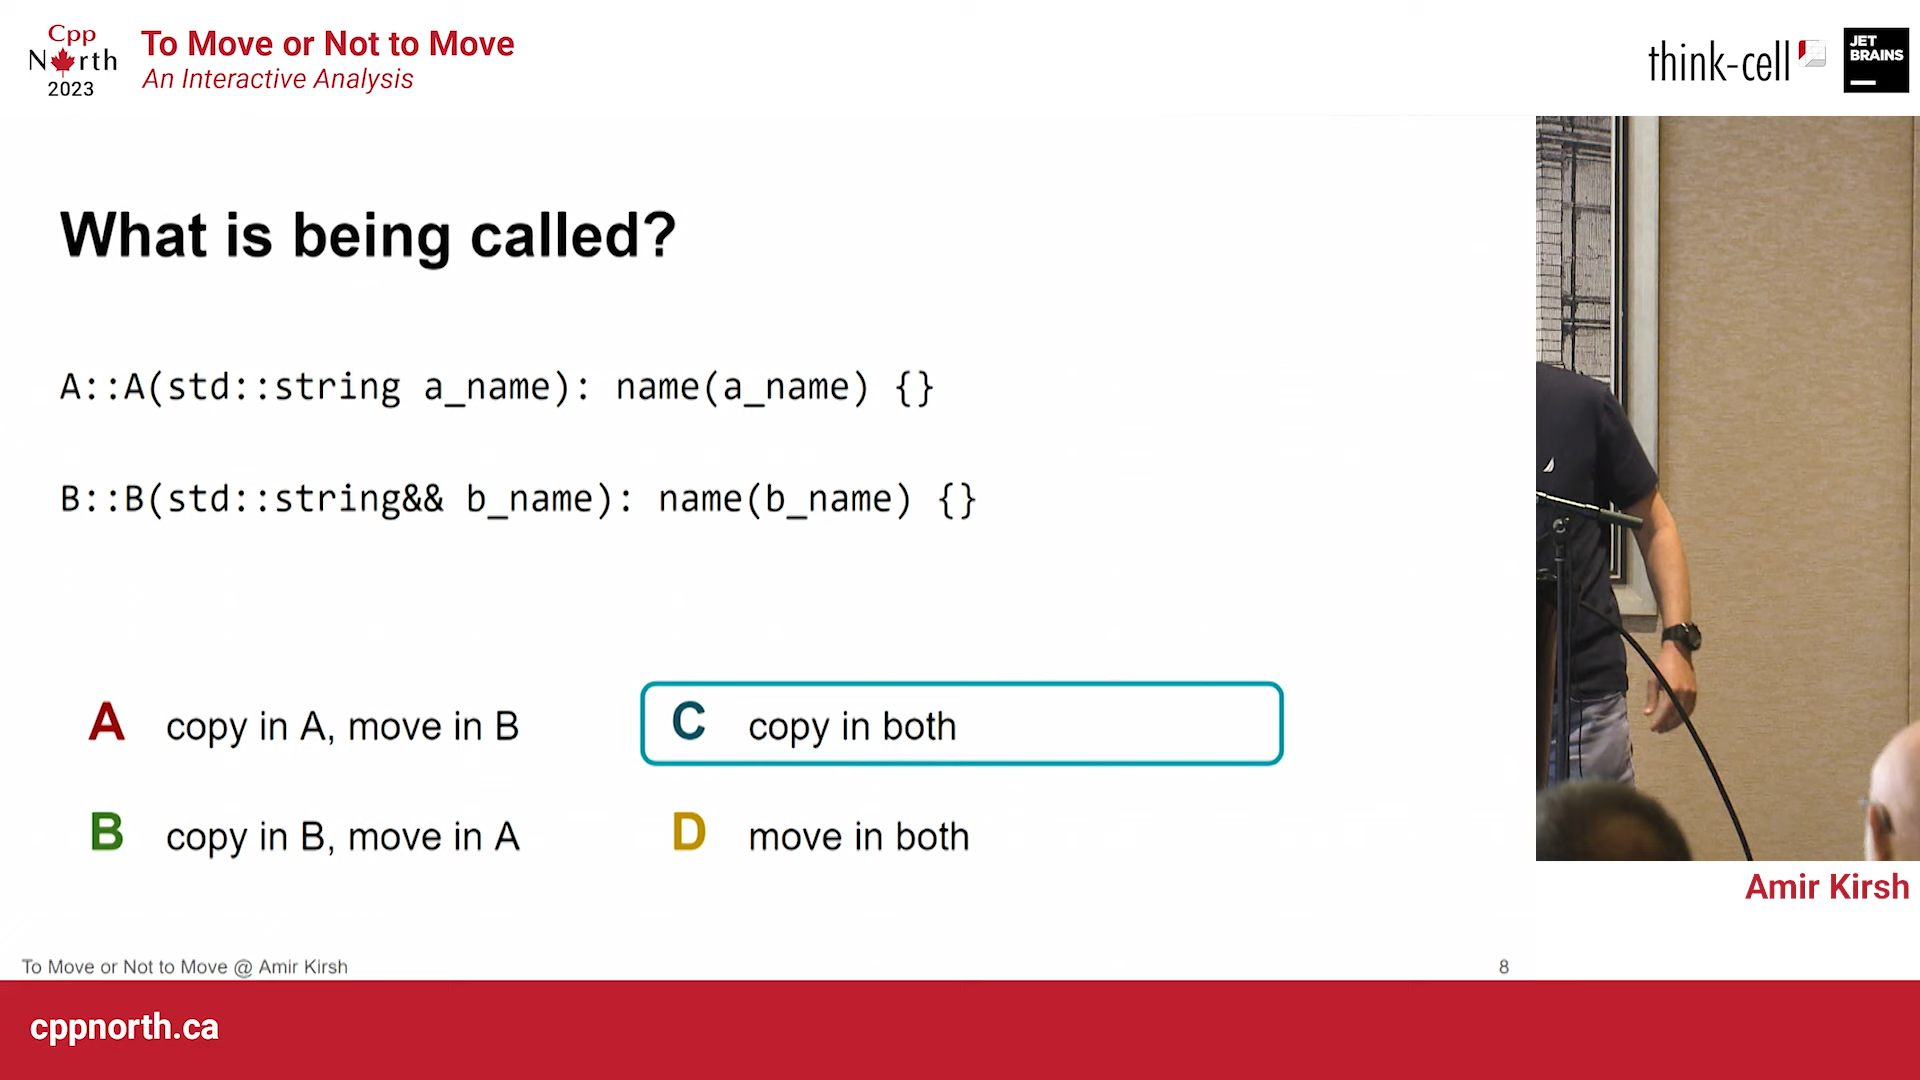 Cpp
North
2023
To Move or Not to Move
An Interactive Analysis
think-cell
JET
BRAINS
What is being called?
A::A(std::string a_name): name(a_name) {}
B::B(std::string&& b_name): name(b_name) {}
A copy in A, move in B
C copy in both
B copy in B, move in A
D move in both
Amir Kirsh
To Move or Not to Move @ Amir Kirsh
8
cppnorth.ca